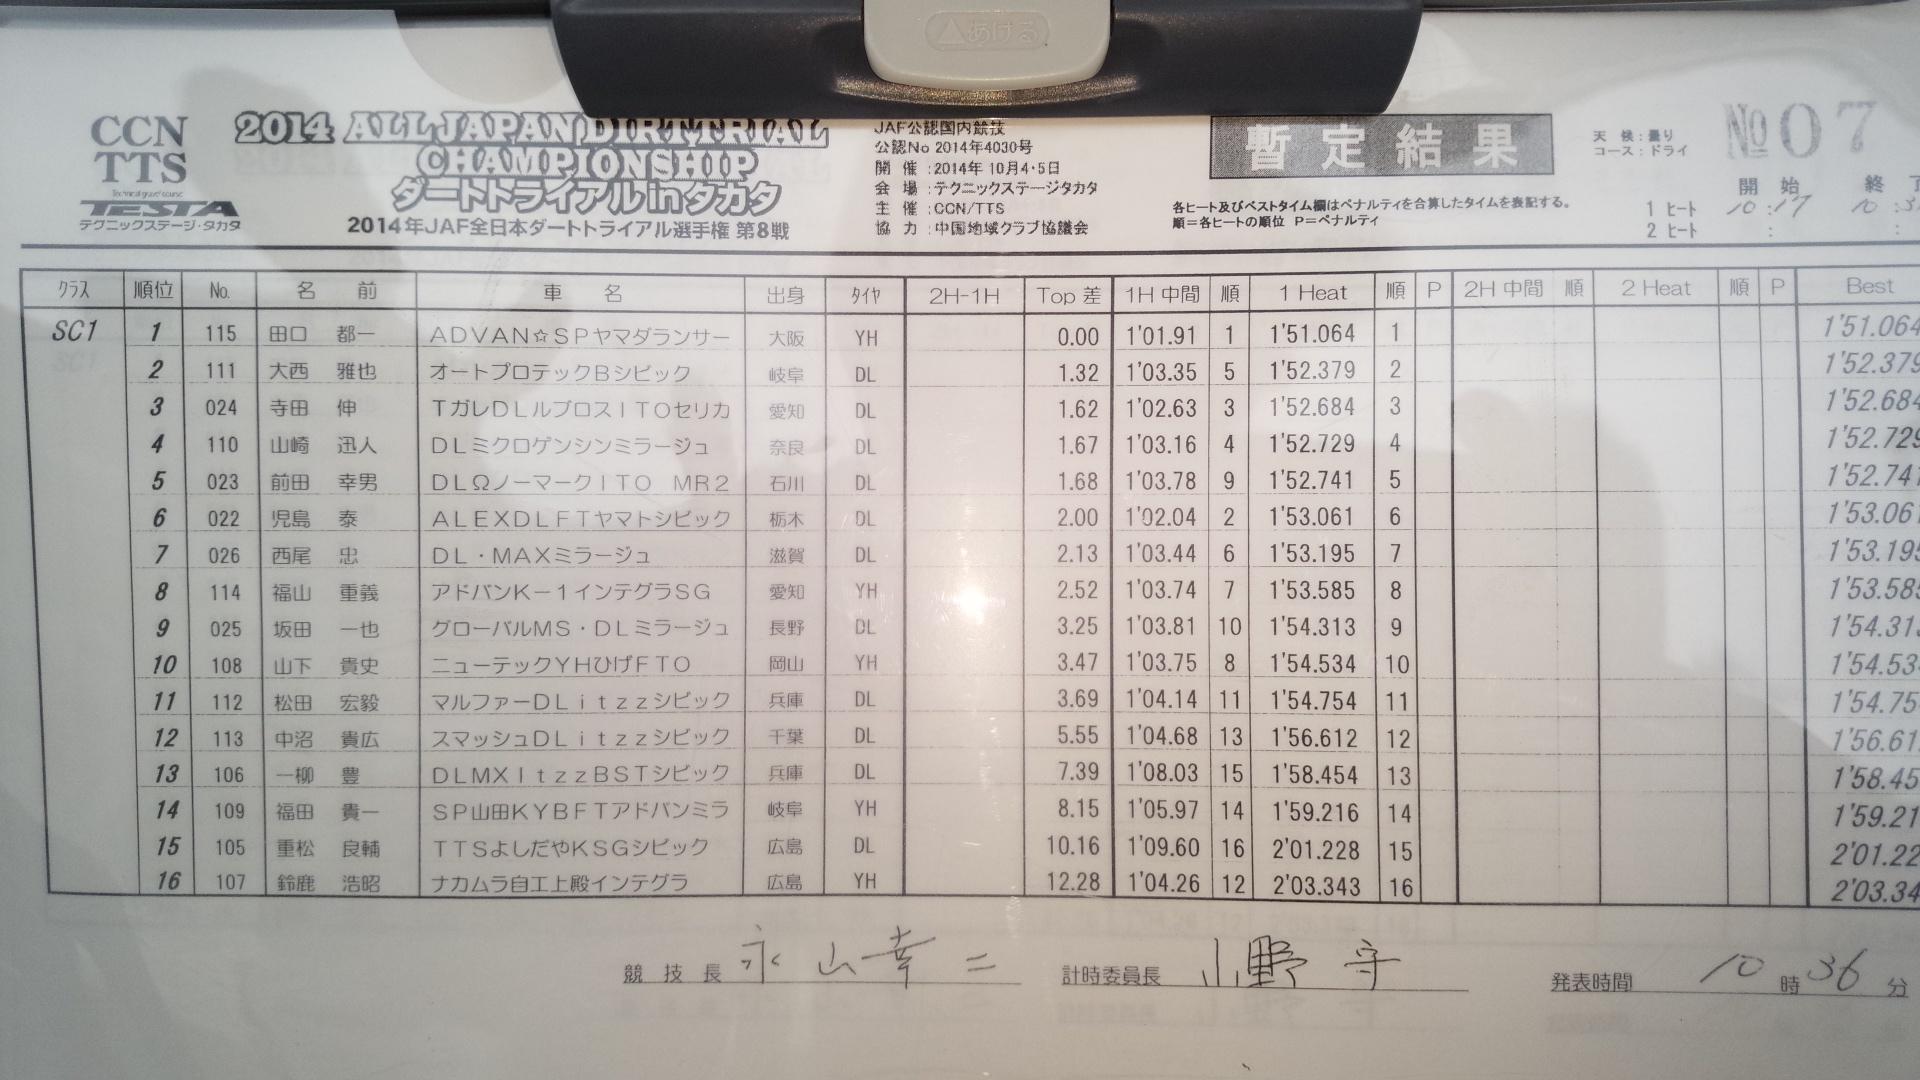 △あける
CCN
TTS
Technical gravel course
TESTA
テクニックステージ・タカタ
2014 ALL JAPAN DIRT TRIAL
CHAMPIONSHIP
ダートトライアル in タカタ
2014年JAF全日本ダートトライアル選手権 第8戦
JAF公認国内競技
公認No 2014年4030号
開 催 :2014年 10月4・5日
会 場 :テクニックステージタカタ
主 催 :CCN/TTS
協 力 :中国地域クラブ協議会
暫定結果
各ヒート及びベストタイム欄はペナルティを合算したタイムを表記する。
順=各ヒートの順位 P=ペナルティ
天 候 : 曇り
コース : ドライ
No 07
開 始 終
1 ヒート 10:17 10:3
2 ヒート : :
クラス 順位 No. 名 前 車 名 出身 タイヤ 2H-1H Top 差 1H 中間 順 1 Heat 順 P 2H 中間 順 2 Heat 順 P Best
SC1 1 115 田口 都一 ADVAN☆SPヤマダランサー 大阪 YH 0.00 1'01.91 1 1'51.064 1 1'51.064
2 111 大西 雅也 オートプロテックBシビック 岐阜 DL 1.32 1'03.35 5 1'52.379 2 1'52.379
3 024 寺田 伸 TガレDLルブロスITOセリカ 愛知 DL 1.62 1'02.63 3 1'52.684 3 1'52.684
4 110 山崎 迅人 DLミクロゲンシンミラージュ 奈良 DL 1.67 1'03.16 4 1'52.729 4 1'52.729
5 023 前田 幸男 DLΩノーマークITO MR2 石川 DL 1.68 1'03.78 9 1'52.741 5 1'52.741
6 022 児島 泰 ALEXDLFTヤマトシビック 栃木 DL 2.00 1'02.04 2 1'53.061 6 1'53.061
7 026 西尾 忠 DL・MAXミラージュ 滋賀 DL 2.13 1'03.44 6 1'53.195 7 1'53.195
8 114 福山 重義 アドバンK－1インテグラSG 愛知 YH 2.52 1'03.74 7 1'53.585 8 1'53.585
9 025 坂田 一也 グローバルMS・DLミラージュ 長野 DL 3.25 1'03.81 10 1'54.313 9 1'54.313
10 108 山下 貴史 ニューテックYHひげFTO 岡山 YH 3.47 1'03.75 8 1'54.534 10 1'54.53
11 112 松田 宏毅 マルファーDLitzzシビック 兵庫 DL 3.69 1'04.14 11 1'54.754 11 1'54.75
12 113 中沼 貴広 スマッシュDLitzzシビック 千葉 DL 5.55 1'04.68 13 1'56.612 12 1'56.61
13 106 一柳 豊 DLMXItzzBSTシビック 兵庫 DL 7.39 1'08.03 15 1'58.454 13 1'58.45
14 109 福田 貴一 SP山田KYBFTアドバンミラ 岐阜 YH 8.15 1'05.97 14 1'59.216 14 1'59.21
15 105 重松 良輔 TTSよしだやKSGシビック 広島 DL 10.16 1'09.60 16 2'01.228 15 2'01.22
16 107 鈴鹿 浩昭 ナカムラ自工上殿インテグラ 広島 YH 12.28 1'04.26 12 2'03.343 16 2'03.34
競 技 長 永山幸二 計時委員長 小野 守 発表時間 10 時 36 分